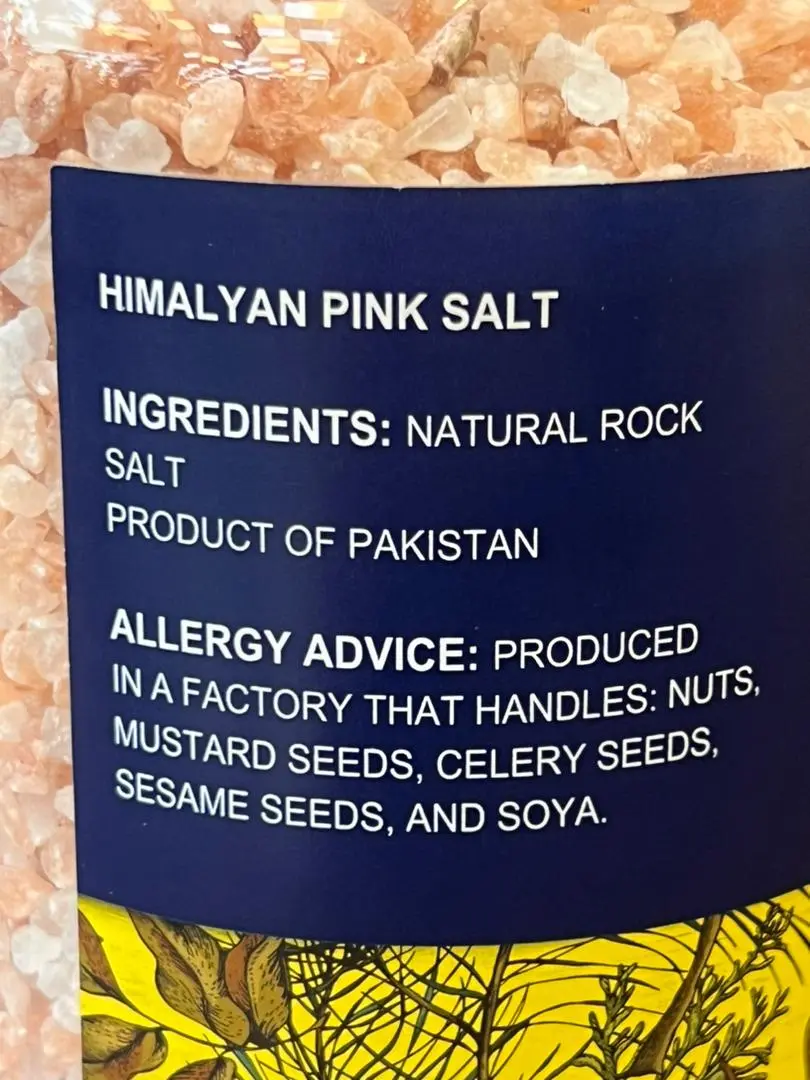 HIMALYAN PINK SALT
INGREDIENTS: NATURAL ROCK
SALT
PRODUCT OF PAKISTAN
ALLERGY ADVICE: PRODUCED
IN A FACTORY THAT HANDLES: NUTS,
MUSTARD SEEDS, CELERY SEEDS,
SESAME SEEDS, AND SOYA.